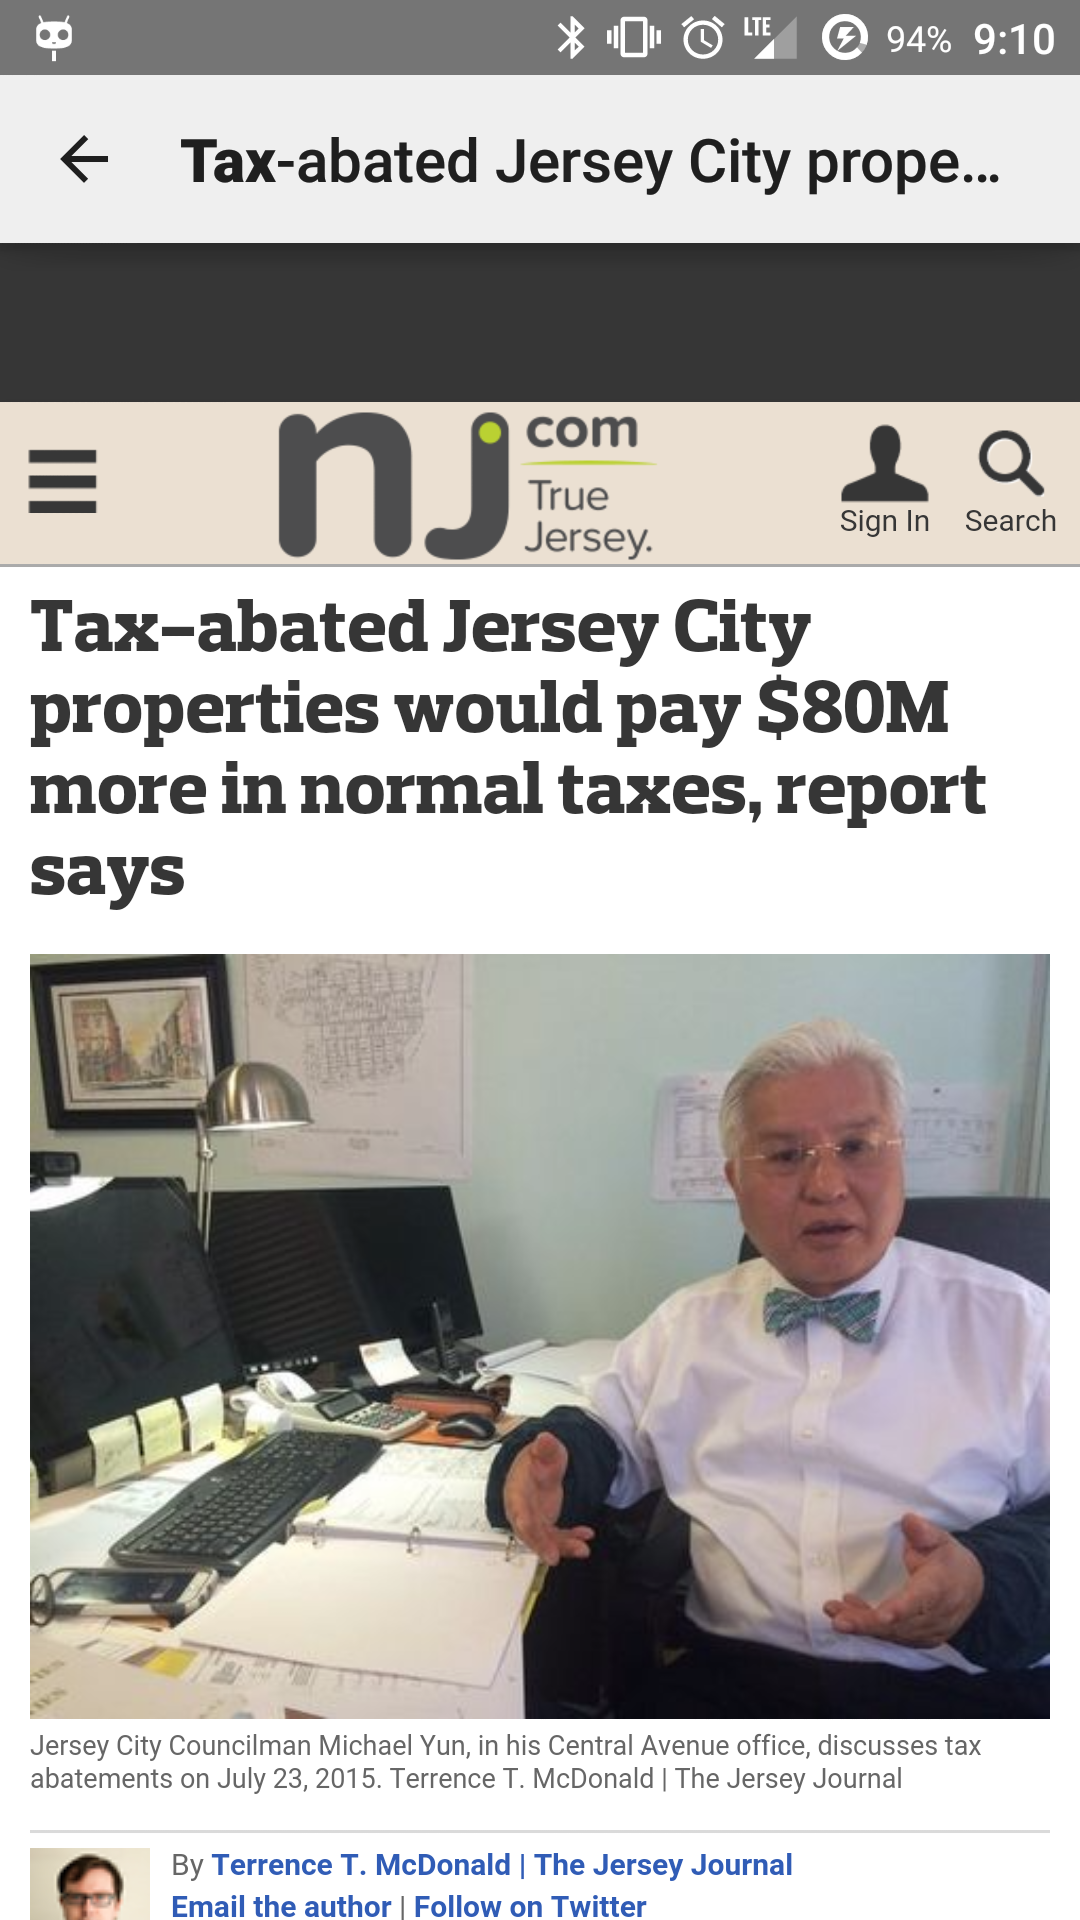 LTE 94% 9:10
Tax-abated Jersey City prope...
nj com
True
Jersey.
Sign In Search
Tax-abated Jersey City
properties would pay $80M
more in normal taxes, report
says
Jersey City Councilman Michael Yun, in his Central Avenue office, discusses tax
abatements on July 23, 2015. Terrence T. McDonald | The Jersey Journal
By Terrence T. McDonald | The Jersey Journal
Email the author | Follow on Twitter